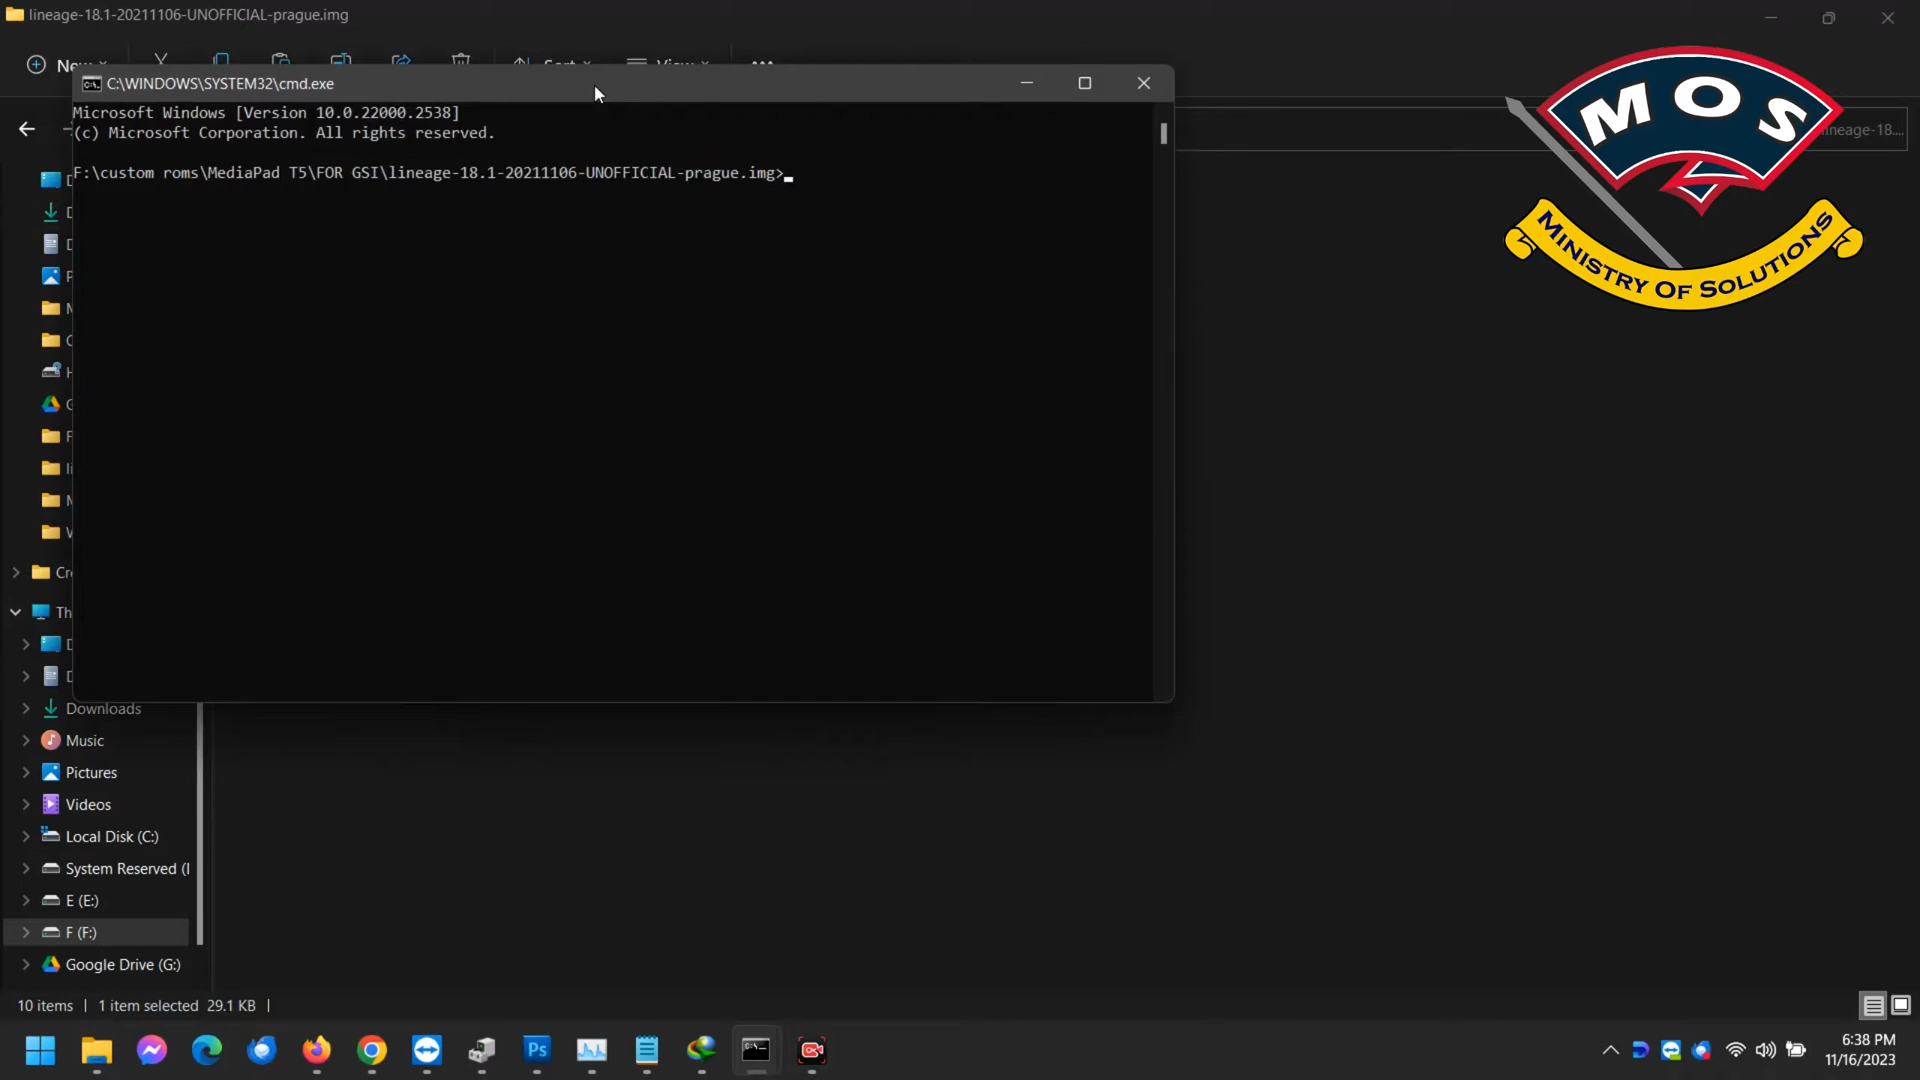 lineage-18.1-20211106-UNOFFICIAL-prague.img
C:\WINDOWS\SYSTEM32\cmd.exe
Microsoft Windows [Version 10.0.22000.2538]
(c) Microsoft Corporation. All rights reserved.
F:\custom roms\MediaPad T5\FOR GSI\lineage-18.1-20211106-UNOFFICIAL-prague.img>
ineage-18....
MOS
MINISTRY OF SOLUTIONS
Downloads
Music
Pictures
Videos
Local Disk (C:)
System Reserved (
E (E:)
F (F:)
Google Drive (G:)
10 items | 1 item selected 29.1 KB |
Ps
6:38 PM
11/16/2023